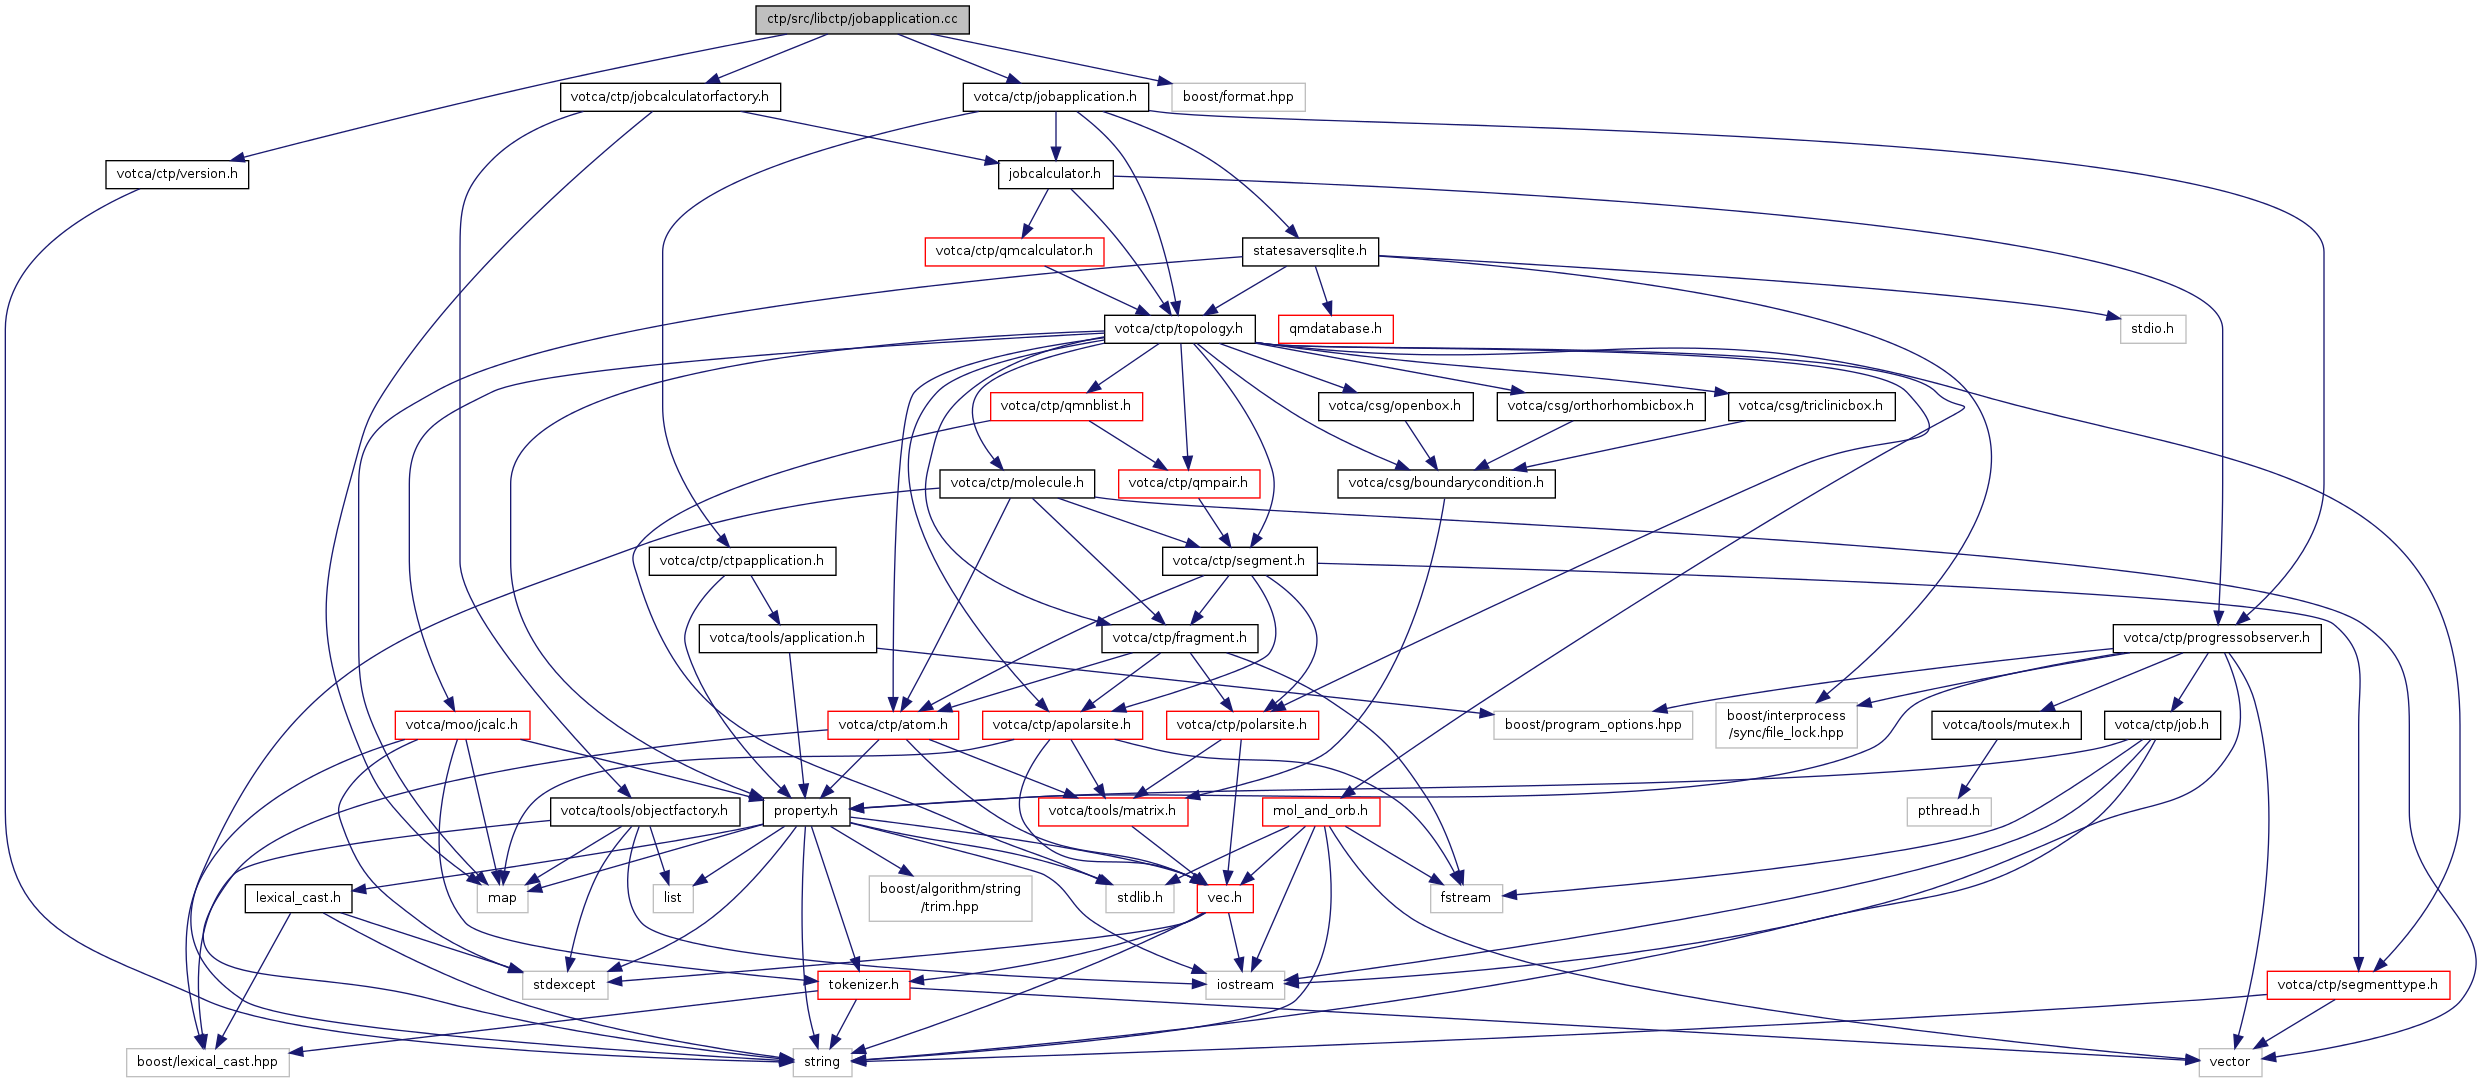 ctp/src/libctp/jobapplication.cc
votca/ctp/jobcalculatorfactory.h
votca/ctp/jobapplication.h
boost/format.hpp
votca/ctp/version.h
jobcalculator.h
votca/ctp/qmcalculator.h
statesaversqlite.h
votca/ctp/topology.h
qmdatabase.h
stdio.h
votca/ctp/qmnblist.h
votca/csg/openbox.h
votca/csg/orthorhombicbox.h
votca/csg/triclinicbox.h
votca/ctp/molecule.h
votca/ctp/qmpair.h
votca/csg/boundarycondition.h
votca/ctp/ctpapplication.h
votca/ctp/segment.h
votca/tools/application.h
votca/ctp/fragment.h
votca/ctp/progressobserver.h
votca/moo/jcalc.h
votca/ctp/atom.h
votca/ctp/apolarsite.h
votca/ctp/polarsite.h
boost/program_options.hpp
boost/interprocess
/sync/file_lock.hpp
votca/tools/mutex.h
votca/ctp/job.h
votca/tools/objectfactory.h
property.h
votca/tools/matrix.h
mol_and_orb.h
pthread.h
lexical_cast.h
map
list
boost/algorithm/string
/trim.hpp
stdlib.h
vec.h
fstream
stdexcept
tokenizer.h
iostream
votca/ctp/segmenttype.h
boost/lexical_cast.hpp
string
vector